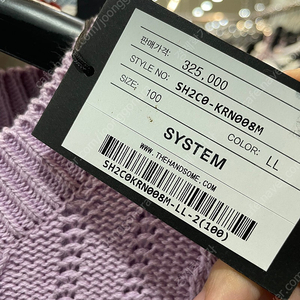 판매가격: 325.000
STYLE NO: SH2C0-KRN008M
SIZE: 100 COLOR: LL
SYSTEM
WWW.THEHANDSOME.COM
SH2C0KRN008M-LL-2(100)